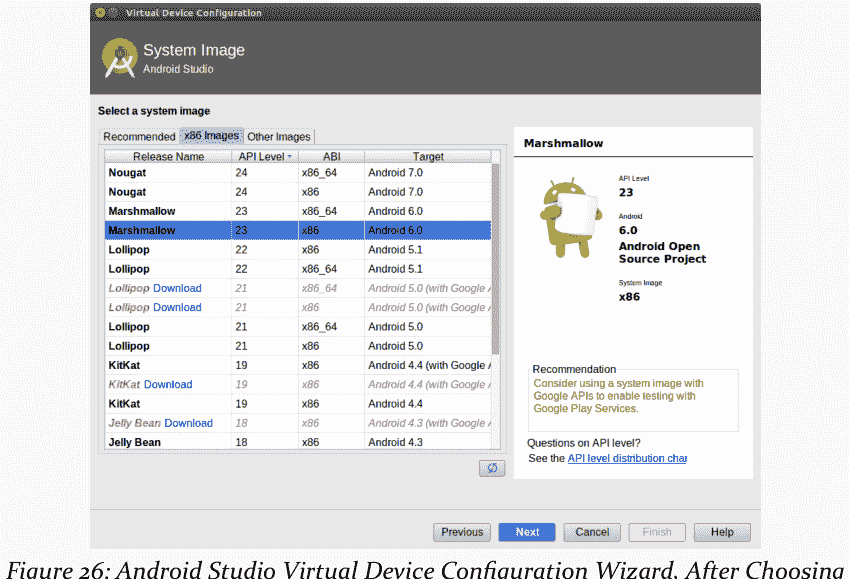 Virtual Device Configuration
System Image
Android Studio
Select a system image
Recommended x86 Images Other Images
Release Name API Level ABI Target
Nougat 24 x86_64 Android 7.0
Nougat 24 x86 Android 7.0
Marshmallow 23 x86_64 Android 6.0
Marshmallow 23 x86 Android 6.0
Lollipop 22 x86 Android 5.1
Lollipop 22 x86_64 Android 5.1
Lollipop Download 21 x86_64 Android 5.0 (with Google A
Lollipop Download 21 x86 Android 5.0 (with Google A
Lollipop 21 x86_64 Android 5.0
Lollipop 21 x86 Android 5.0
KitKat 19 x86 Android 4.4 (with Google A
KitKat Download 19 x86 Android 4.4 (with Google A
KitKat 19 x86 Android 4.4
Jelly Bean Download 18 x86 Android 4.3 (with Google A
Jelly Bean 18 x86 Android 4.3
Marshmallow
API Level
23
Android
6.0
Android Open
Source Project
System Image
x86
Recommendation
Consider using a system image with
Google APIs to enable testing with
Google Play Services.
Questions on API level?
See the API level distribution char
Previous Next Cancel Finish Help
Figure 26: Android Studio Virtual Device Configuration Wizard, After Choosing